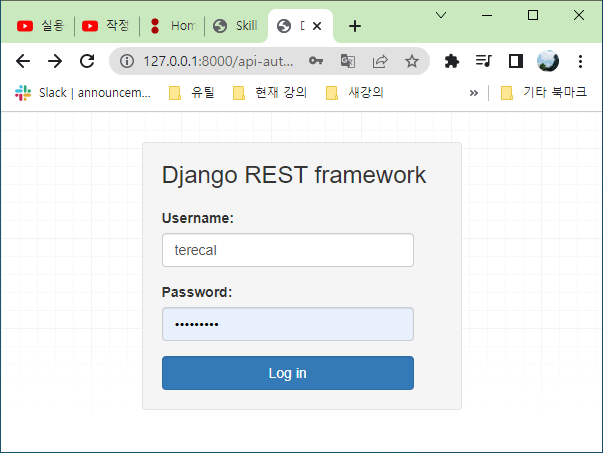 실용
작정
Hom
Skill
D
127.0.0.1:8000/api-aut...
Slack | announcem...
유틸
현재 강의
새강의
»
기타 북마크
Django REST framework
Username:
terecal
Password:
•••••••••
Log in